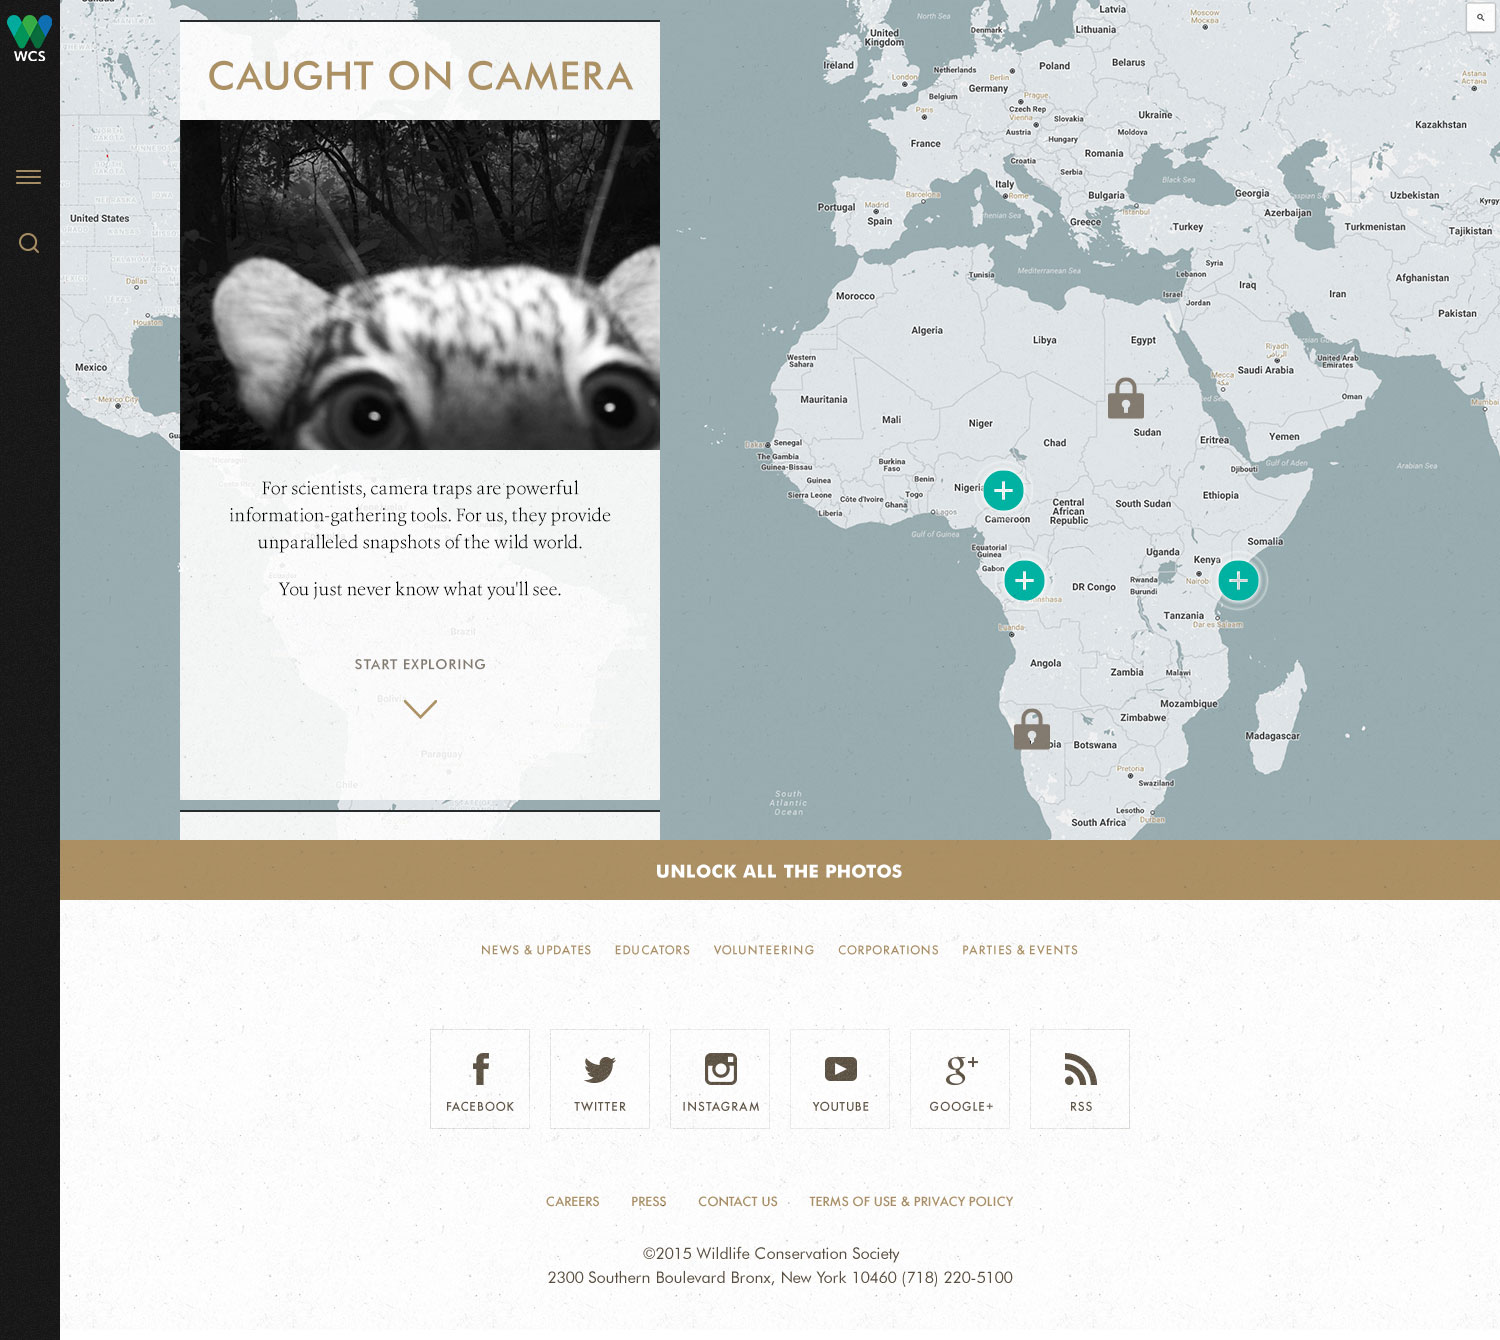 WCS
CAUGHT ON CAMERA
For scientists, camera traps are powerful
information-gathering tools. For us, they provide
unparalleled snapshots of the wild world.
You just never know what you'll see.
START EXPLORING
United States
Dallas
Houston
Mexico
Mexico City
Brazil
Paraguay
Chile
North Sea
United
Kingdom
Ireland
London
Denmark
Latvia
Lithuania
Moscow
Москва
Netherlands
Berlin
Poland
Belarus
Belgium
Germany
Prague
Czech Rep
Paris
Vienna
Slovakia
Ukraine
Austria
Hungary
Moldova
France
Croatia
Romania
Serbia
Kazakhstan
Astana
Астана
Italy
Rome
Bulgaria
Black Sea
Georgia
Uzbekistan
Barcelona
Portugal
Madrid
Spain
Greece
Istanbul
Turkey
Azerbaijan
Turkmenistan
Tajikistan
Tunisia
Mediterranean Sea
Syria
Lebanon
Iraq
Iran
Afghanistan
Morocco
Israel
Jordan
Pakistan
Algeria
Libya
Egypt
Western
Sahara
Riyadh
الرياض
Saudi Arabia
United Arab
Emirates
Mecca
مكة
Oman
Mumbai
Mauritania
Mali
Niger
Chad
Sudan
Eritrea
Yemen
Dakar
Senegal
The Gambia
Guinea-Bissau
Burkina
Faso
Djibouti
Gulf of Aden
Arabian Sea
Guinea
Benin
Sierra Leone
Côte d'Ivoire
Togo
Ghana
Liberia
Lagos
Nigeria
Cameroon
Central
African
Republic
South Sudan
Ethiopia
Gulf of Guinea
Equatorial
Guinea
Gabon
Uganda
Kenya
Somalia
DR Congo
Rwanda
Burundi
Tanzania
Dar es Salaam
Luanda
Angola
Zambia
Malawi
Mozambique
Zimbabwe
Botswana
Madagascar
Pretoria
Swaziland
Lesotho
South Africa
South
Atlantic
Ocean
UNLOCK ALL THE PHOTOS
NEWS & UPDATES EDUCATORS VOLUNTEERING CORPORATIONS PARTIES & EVENTS
FACEBOOK TWITTER INSTAGRAM YOUTUBE GOOGLE+ RSS
CAREERS PRESS CONTACT US TERMS OF USE & PRIVACY POLICY
©2015 Wildlife Conservation Society
2300 Southern Boulevard Bronx, New York 10460 (718) 220-5100